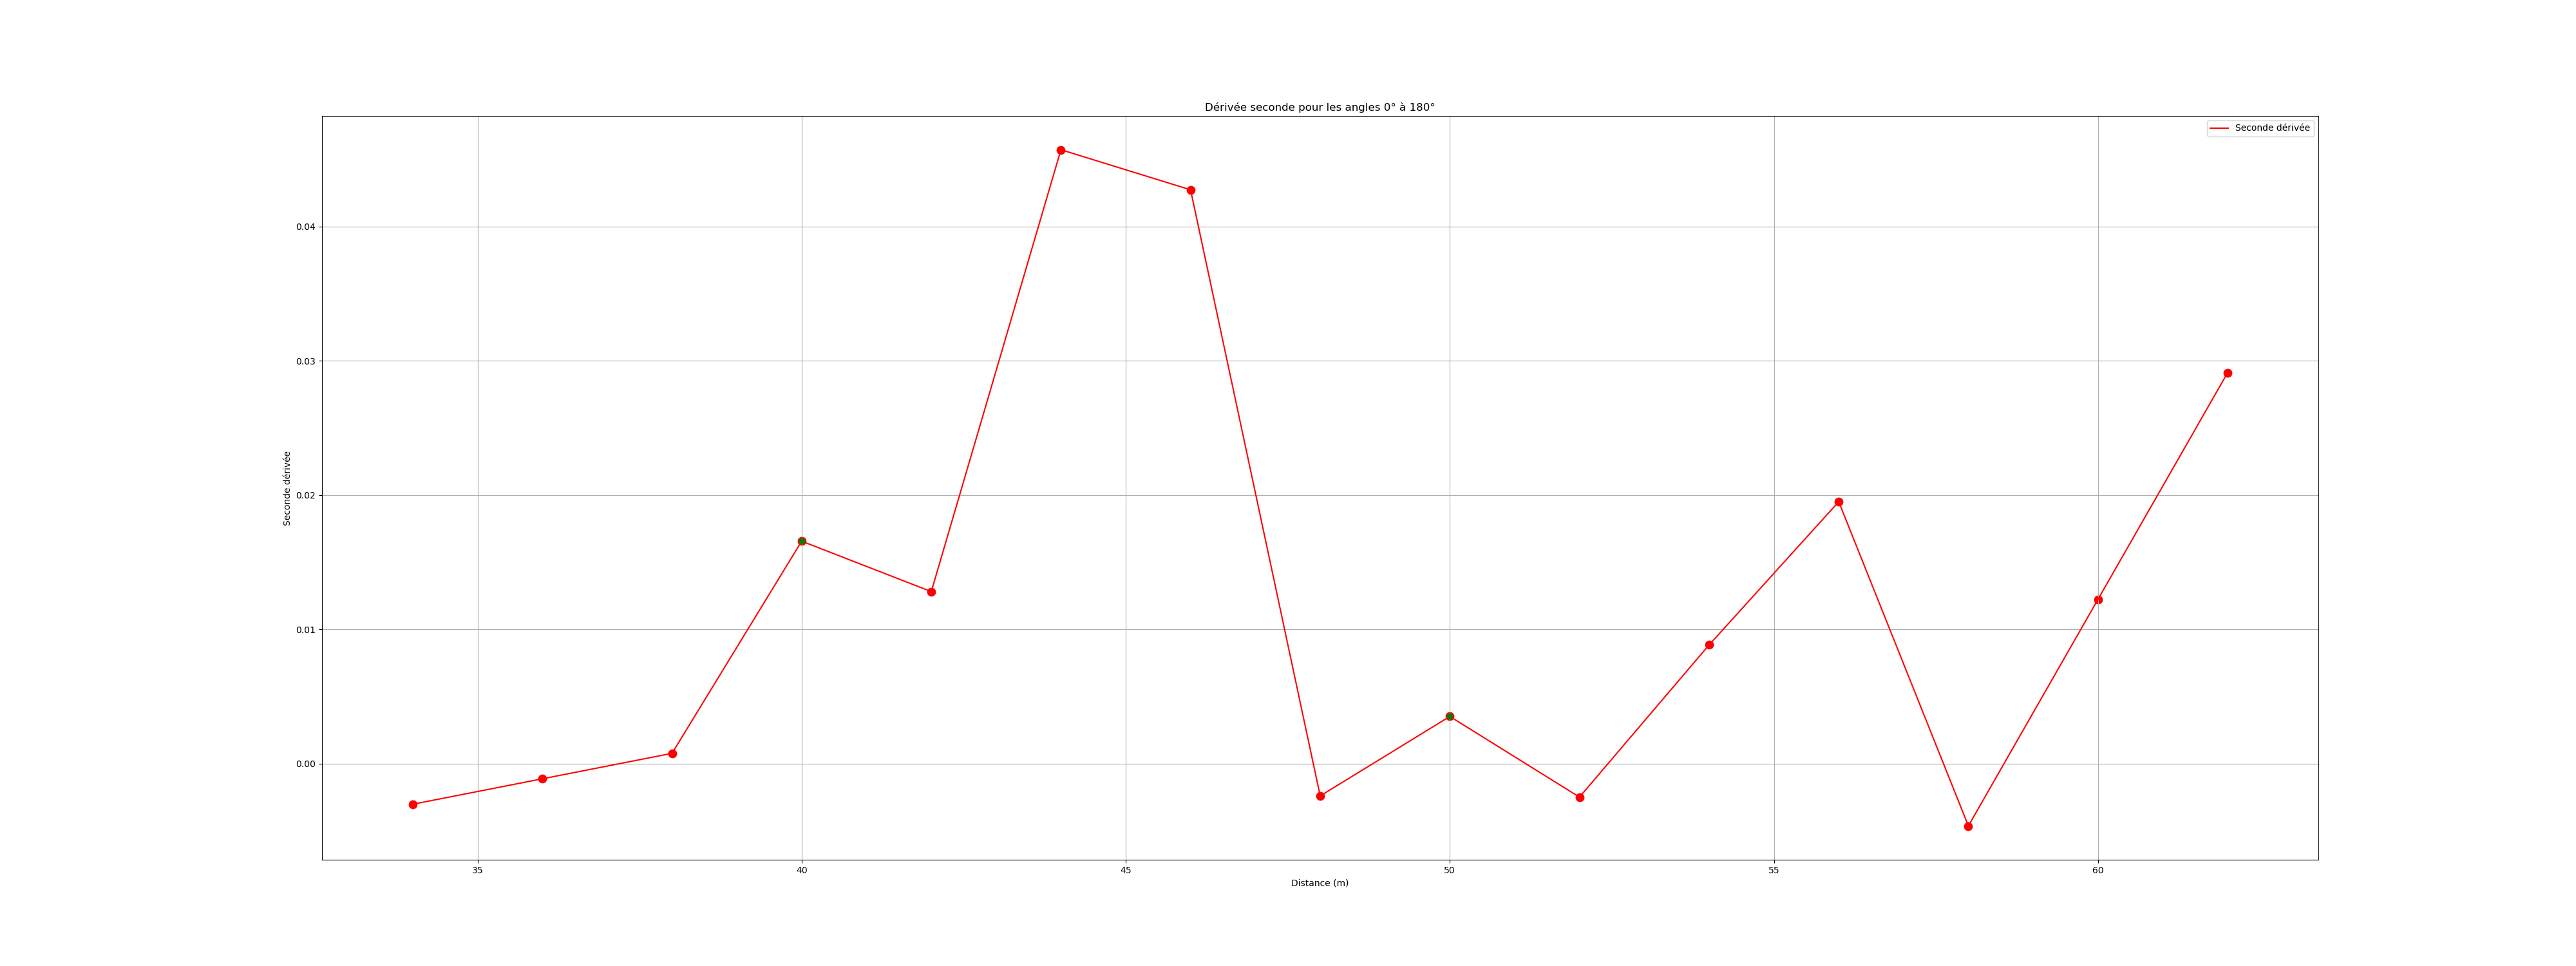 Dérivée seconde pour les angles 0° à 180°
Seconde dérivée
0.04
0.03
0.02
0.01
0.00
Seconde dérivée
35 40 45 50 55 60
Distance (m)